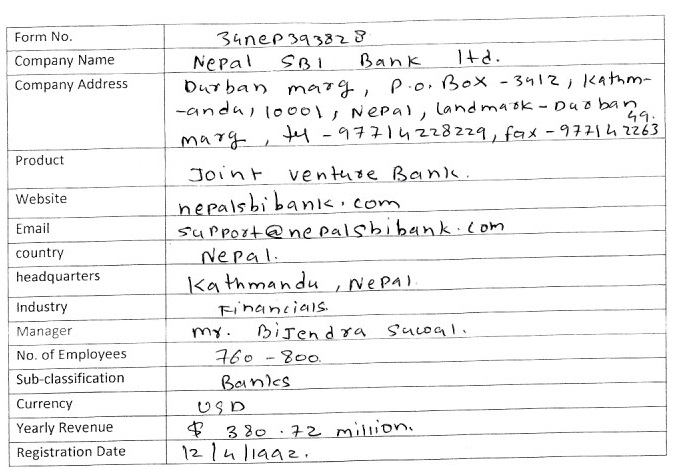 Form No. 34nep393828
Company Name Nepal SBI Bank ltd.
Company Address Durban marg, P.O. Box - 3412, Kathm-
-andu, 10001, Nepal, landmark - Durban
marg, tel - 97714228229, fax - 97714 2263
49.
Product Joint venture Bank.
Website nepalsbibank.com
Email support@nepalsbibank.com
country Nepal.
headquarters Kathmandu, Nepal
Industry Financials.
Manager mr. Bijendra Suwal.
No. of Employees 760 - 800.
Sub-classification Banks
Currency USD
Yearly Revenue $ 380.72 million.
Registration Date 12/4/1992.